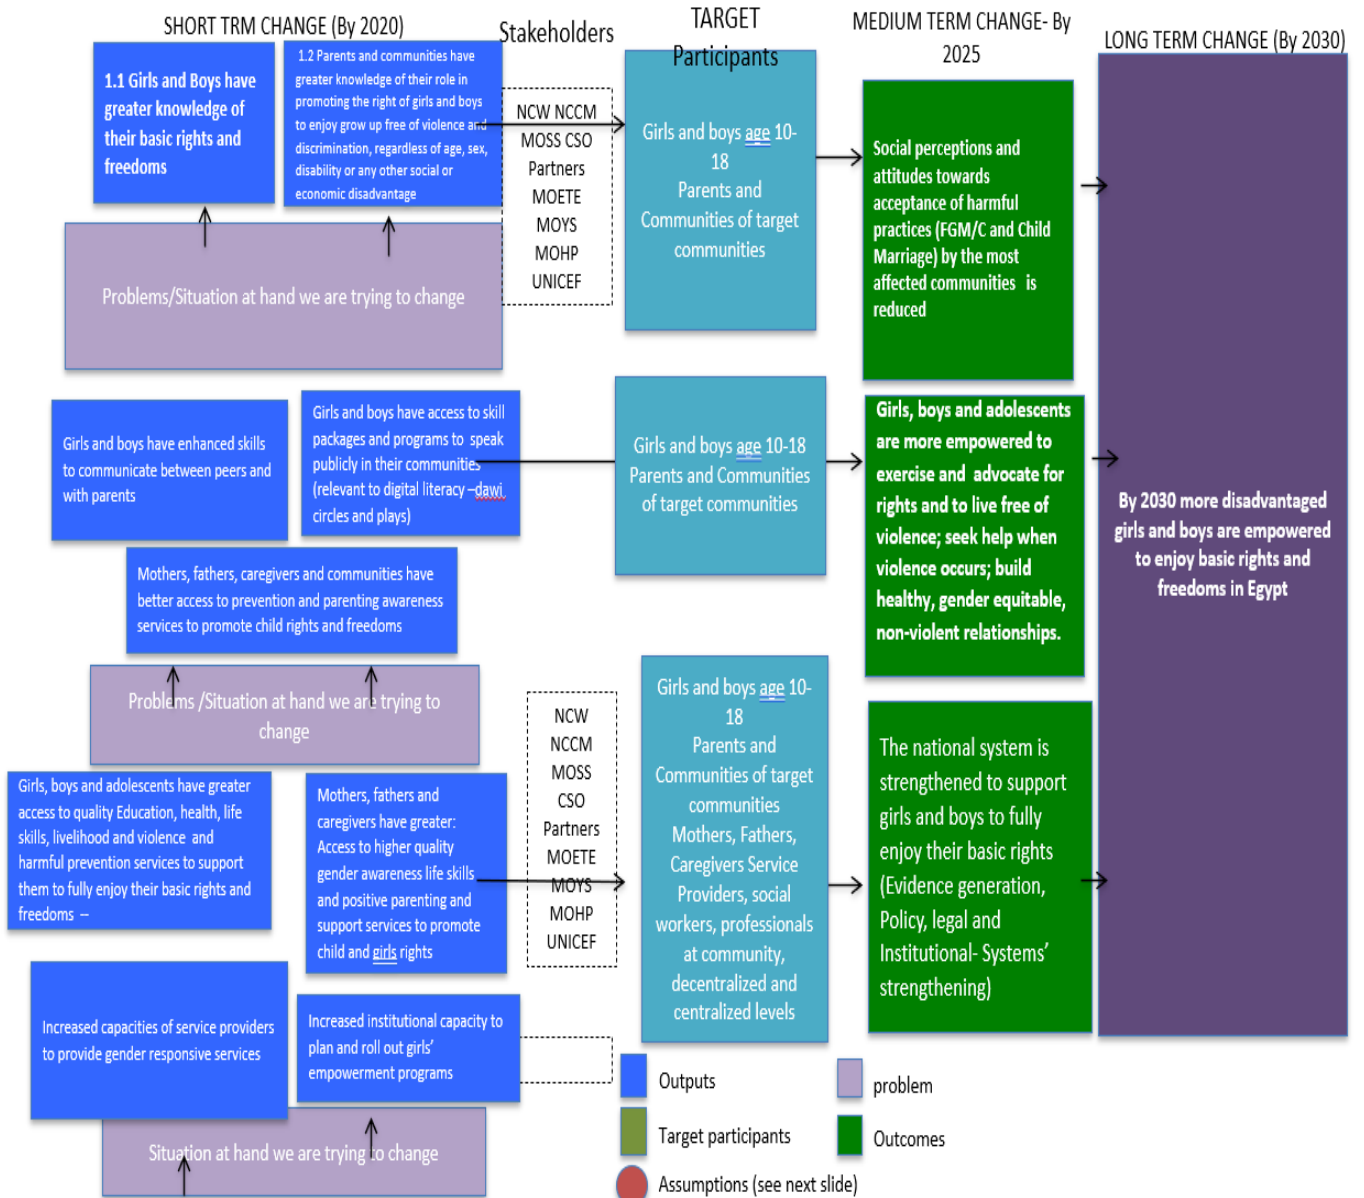 SHORT TRM CHANGE (By 2020)
Stakeholders
TARGET
Participants
MEDIUM TERM CHANGE- By
2025
LONG TERM CHANGE (By 2030)
1.1 Girls and Boys have
greater knowledge of
their basic rights and
freedoms
1.2 Parents and communities have
greater knowledge of their role in
promoting the right of girls and boys
to enjoy grow up free of violence and
discrimination, regardless of age, sex,
disability or any other social or
economic disadvantage
Problems/Situation at hand we are trying to change
NCW NCCM
MOSS CSO
Partners
MOETE
MOYS
MOHP
UNICEF
Girls and boys age 10-
18
Parents and
Communities of target
communities
Social perceptions and
attitudes towards
acceptance of harmful
practices (FGM/C and Child
Marriage) by the most
affected communities is
reduced
Girls and boys have enhanced skills
to communicate between peers and
with parents
Girls and boys have access to skill
packages and programs to speak
publicly in their communities
(relevant to digital literacy –dawi
circles and plays)
Mothers, fathers, caregivers and communities have
better access to prevention and parenting awareness
services to promote child rights and freedoms
Problems /Situation at hand we are trying to
change
Girls and boys age 10-18
Parents and Communities
of target communities
Girls, boys and adolescents
are more empowered to
exercise and advocate for
rights and to live free of
violence; seek help when
violence occurs; build
healthy, gender equitable,
non-violent relationships.
By 2030 more disadvantaged
girls and boys are empowered
to enjoy basic rights and
freedoms in Egypt
Girls, boys and adolescents have greater
access to quality Education, health, life
skills, livelihood and violence and
harmful prevention services to support
them to fully enjoy their basic rights and
freedoms --
Mothers, fathers and
caregivers have greater:
Access to higher quality
gender awareness life skills
and positive parenting and
support services to promote
child and girls rights
NCW
NCCM
MOSS
CSO
Partners
MOETE
MOYS
MOHP
UNICEF
Girls and boys age 10-
18
Parents and
Communities of target
communities
Mothers, Fathers,
Caregivers Service
Providers, social
workers, professionals
at community,
decentralized and
centralized levels
The national system is
strengthened to support
girls and boys to fully
enjoy their basic rights
(Evidence generation,
Policy, legal and
Institutional- Systems’
strengthening)
Increased capacities of service providers
to provide gender responsive services
Increased institutional capacity to
plan and roll out girls’
empowerment programs
Situation at hand we are trying to change
Outputs
problem
Target participants
Outcomes
Assumptions (see next slide)